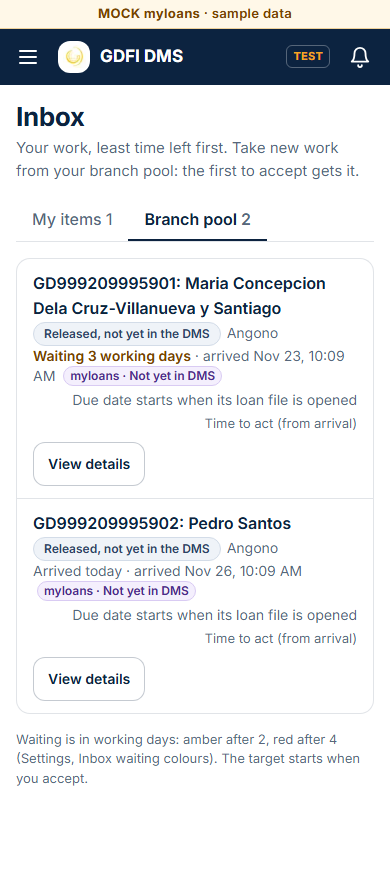 MOCK myloans · sample data
GDFI DMS
TEST
Inbox
Your work, least time left first. Take new work
from your branch pool: the first to accept gets it.
My items 1
Branch pool 2
GD999209995901: Maria Concepcion
Dela Cruz-Villanueva y Santiago
Released, not yet in the DMS Angono
Waiting 3 working days · arrived Nov 23, 10:09
AM myloans · Not yet in DMS
Due date starts when its loan file is opened
Time to act (from arrival)
View details
GD999209995902: Pedro Santos
Released, not yet in the DMS Angono
Arrived today · arrived Nov 26, 10:09 AM
myloans · Not yet in DMS
Due date starts when its loan file is opened
Time to act (from arrival)
View details
Waiting is in working days: amber after 2, red after 4
(Settings, Inbox waiting colours). The target starts when
you accept.